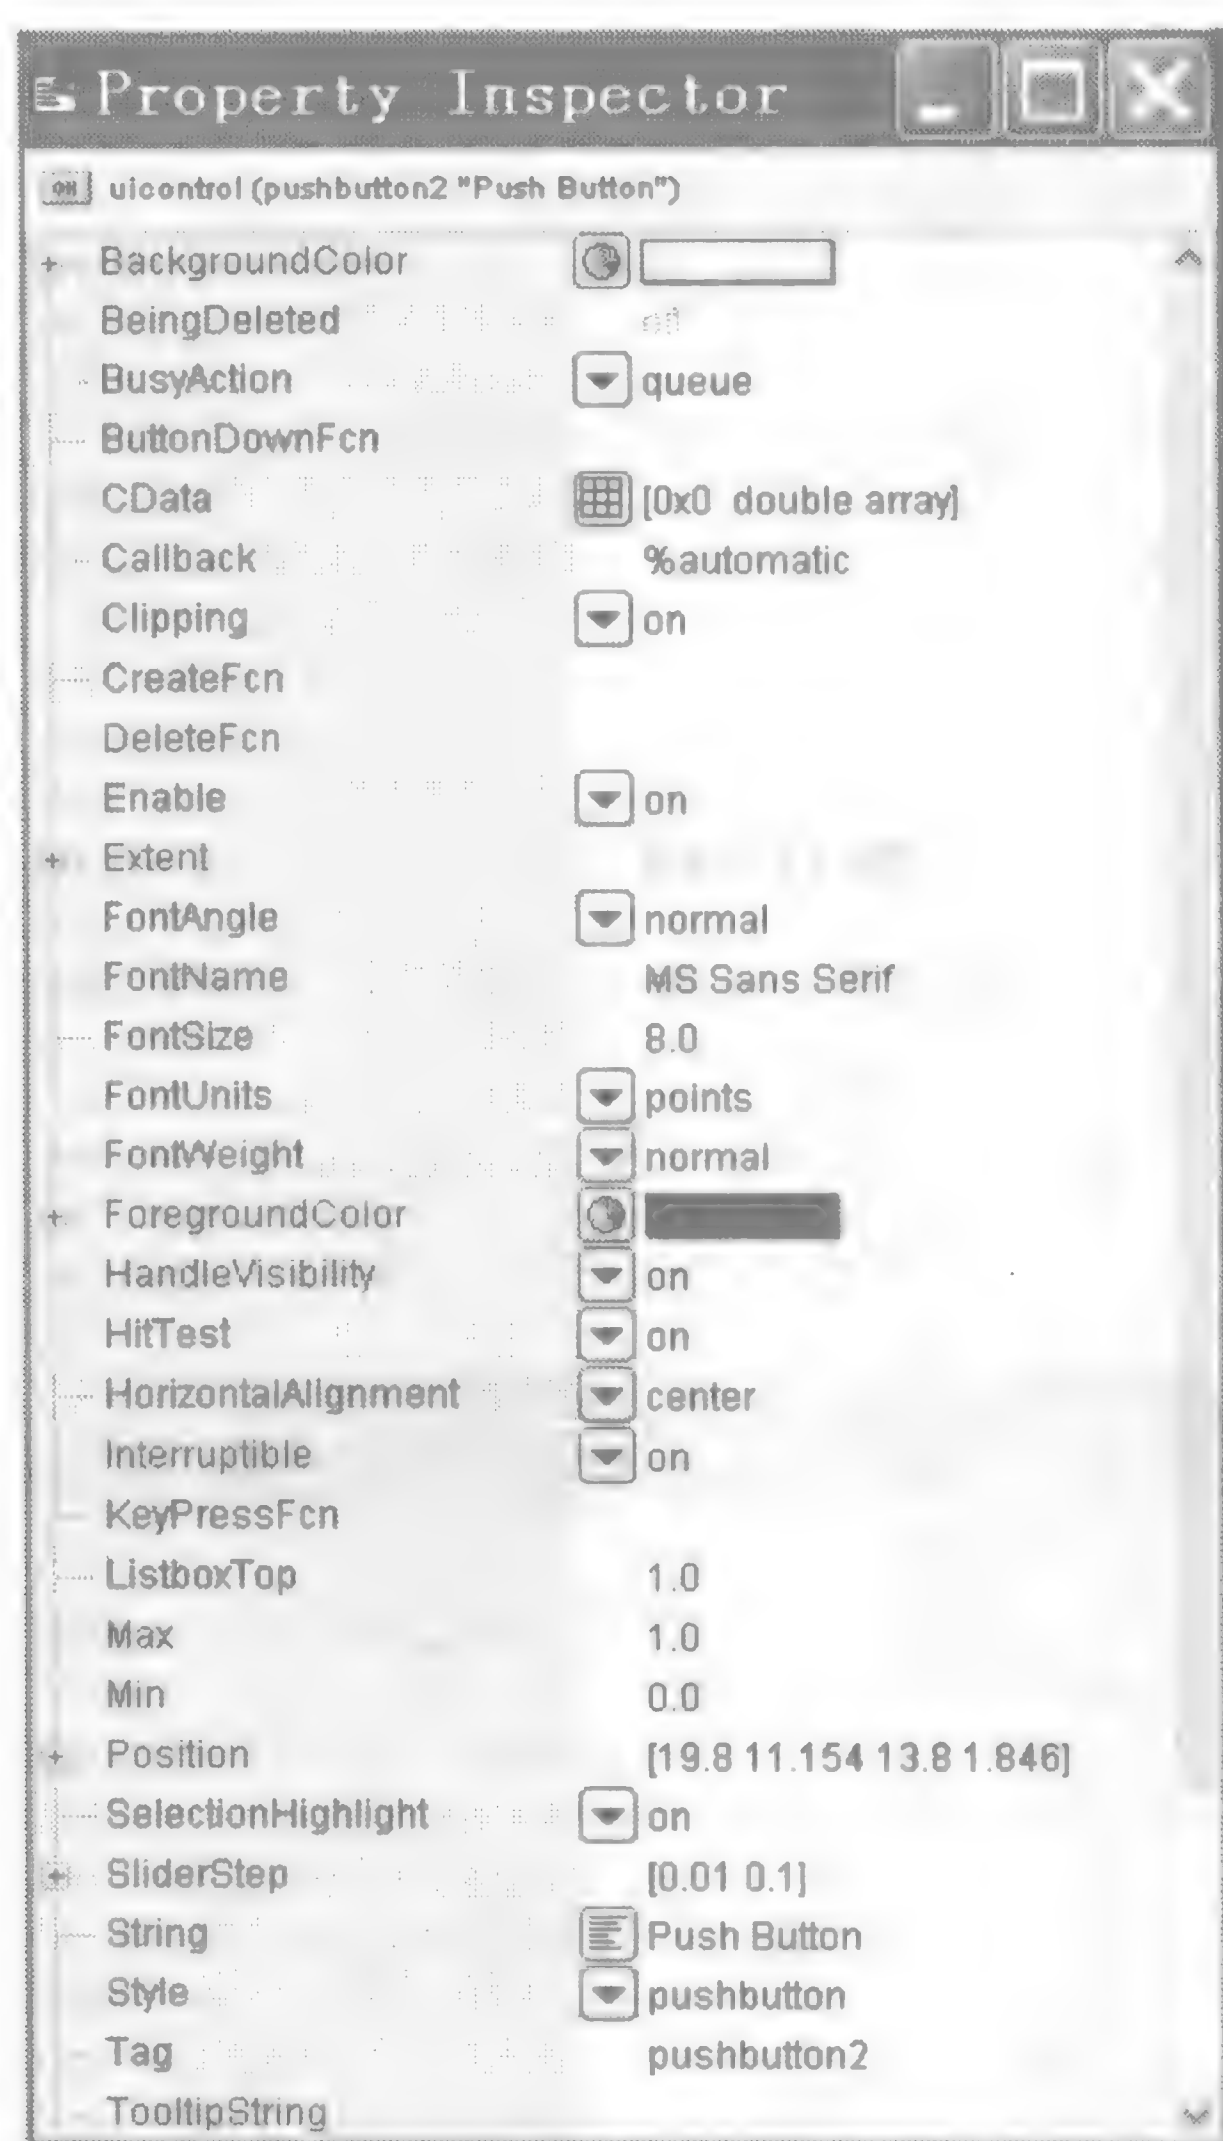 Property Inspector
uicontrol (pushbutton2 "Push Button")
BackgroundColor
BeingDeleted
BusyAction queue
ButtonDownFcn
CData [0x0 double array]
Callback %automatic
Clipping on
CreateFcn
DeleteFcn
Enable on
Extent
FontAngle normal
FontName MS Sans Serif
FontSize 8.0
FontUnits points
FontWeight normal
ForegroundColor
HandleVisibility on
HitTest on
HorizontalAlignment center
Interruptible on
KeyPressFcn
ListboxTop 1.0
Max 1.0
Min 0.0
Position [19.8 11.154 13.8 1.846]
SelectionHighlight on
SliderStep [0.01 0.1]
String Push Button
Style pushbutton
Tag pushbutton2
TooltipString